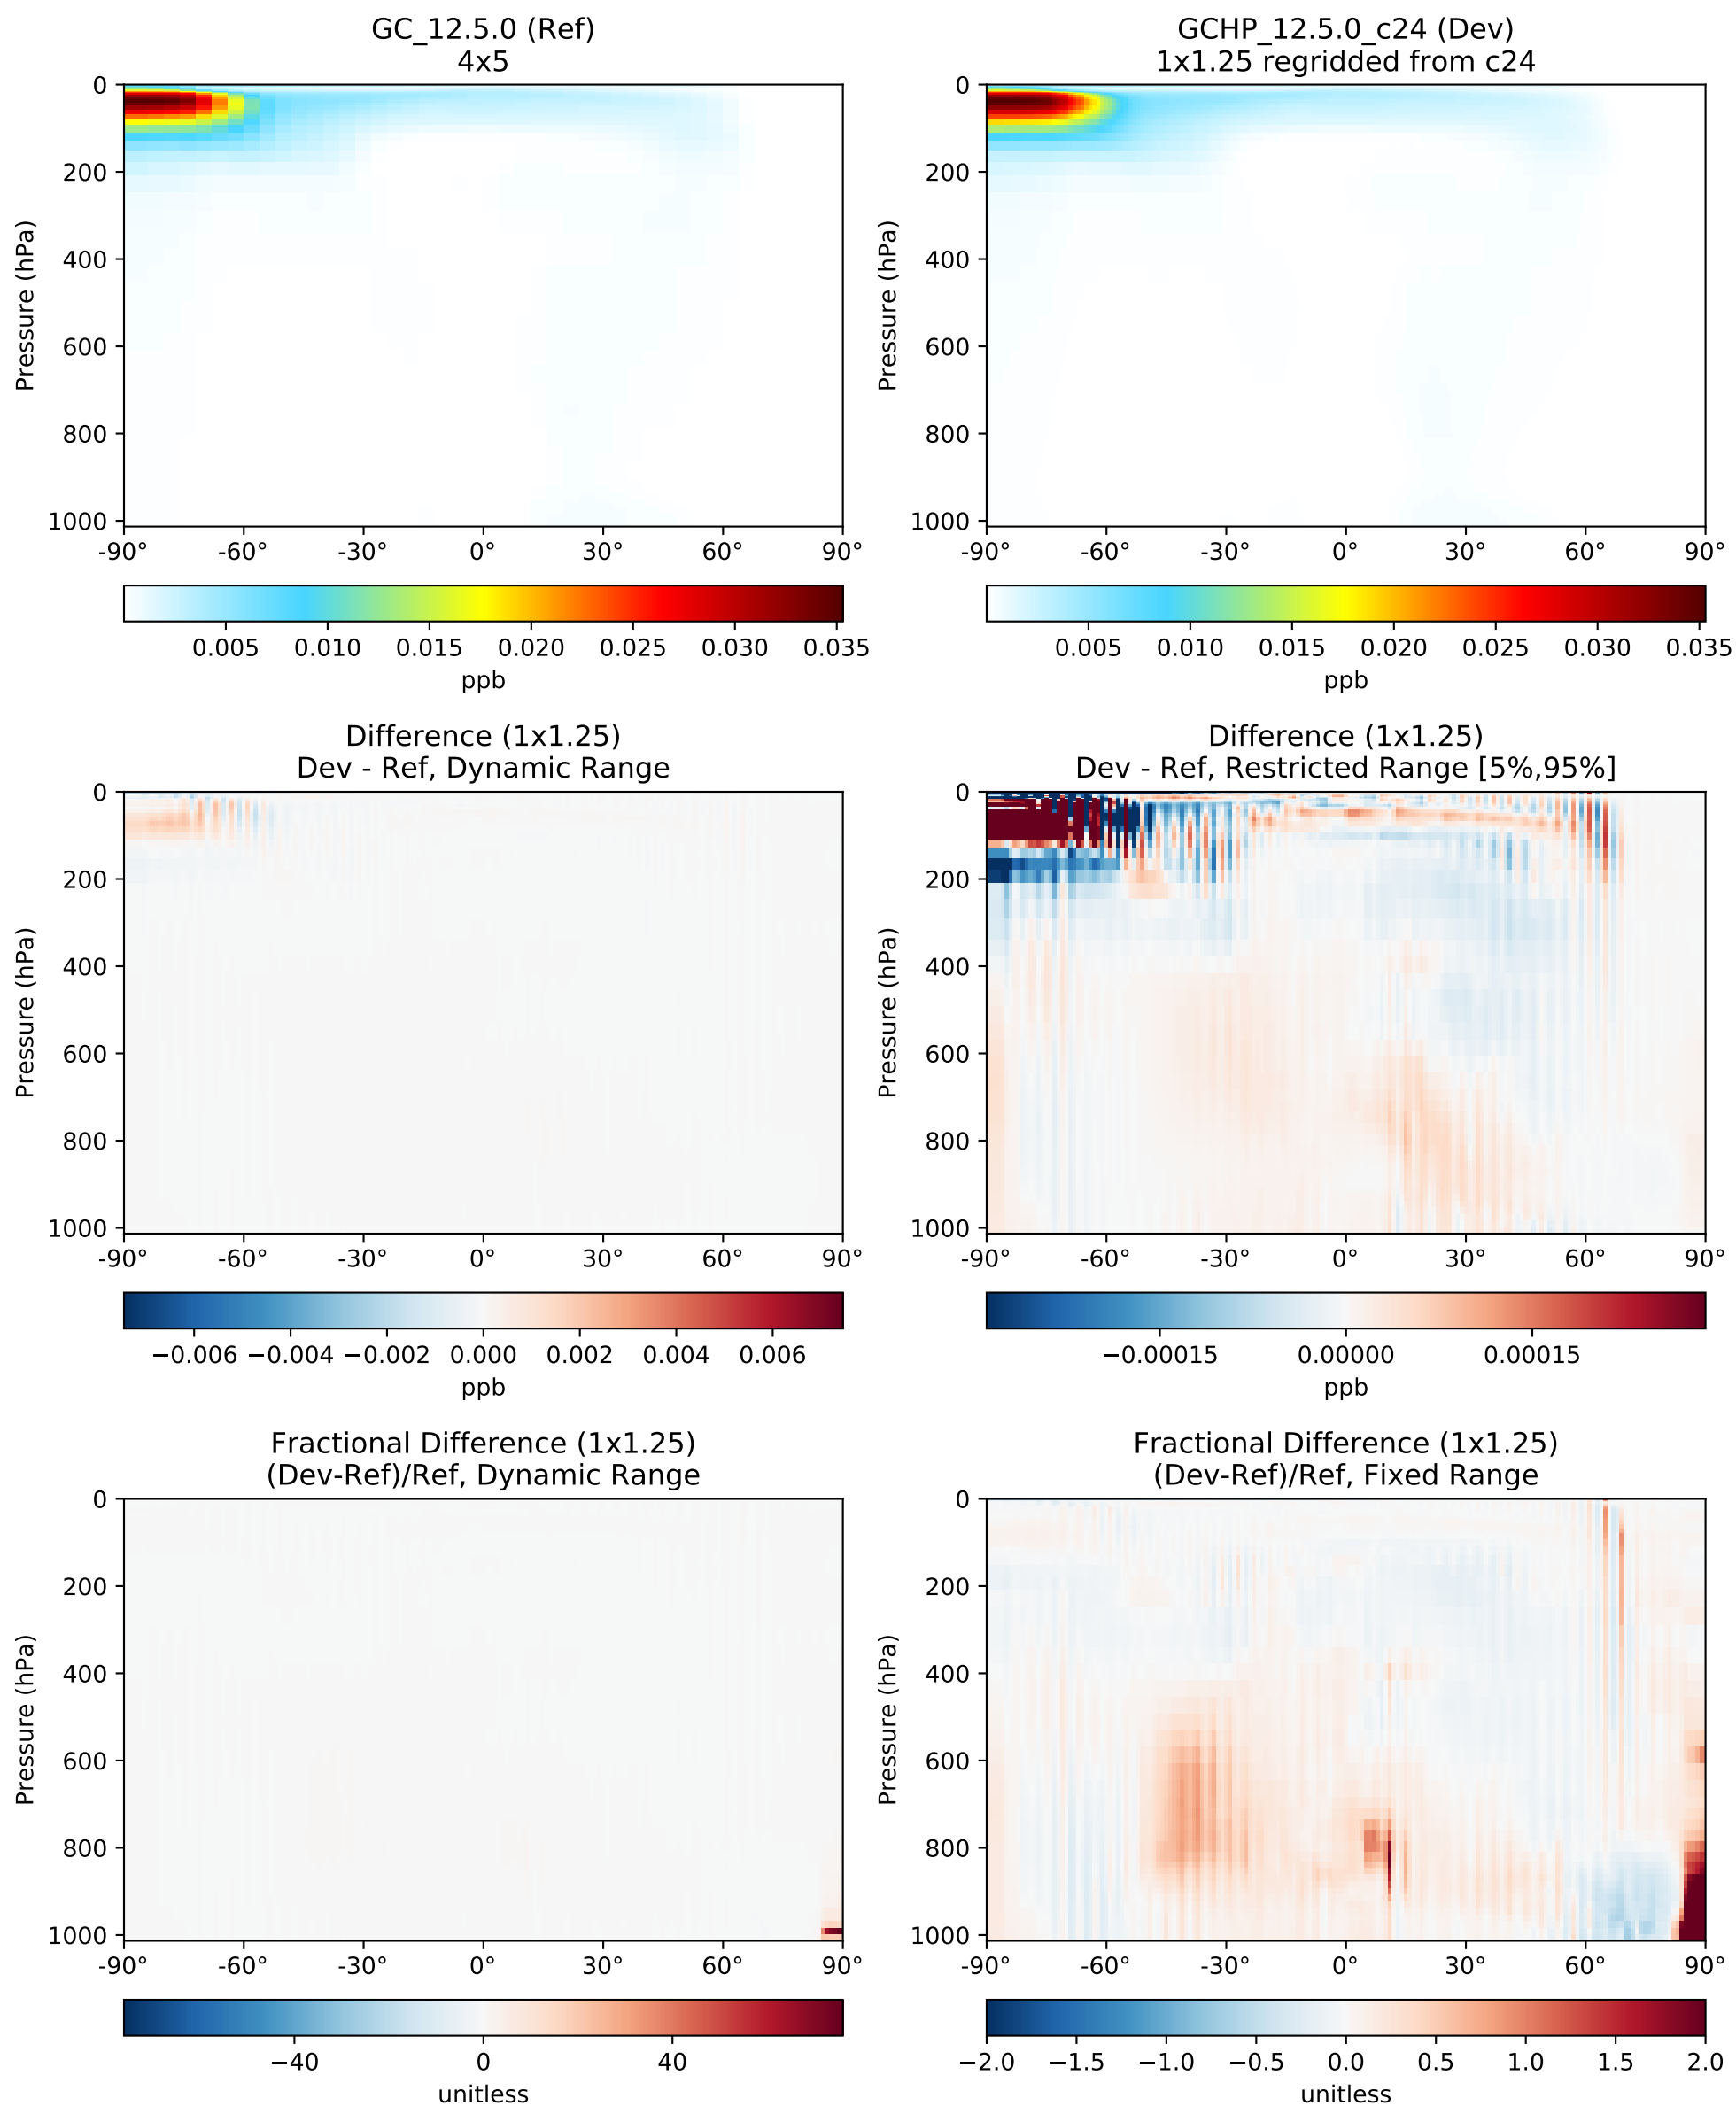 GC_12.5.0 (Ref)
4x5
0
200
400
600
800
1000
Pressure (hPa)
-90° -60° -30° 0° 30° 60° 90°
0.005 0.010 0.015 0.020 0.025 0.030 0.035
ppb
GCHP_12.5.0_c24 (Dev)
1x1.25 regridded from c24
0
200
400
600
800
1000
Pressure (hPa)
-90° -60° -30° 0° 30° 60° 90°
0.005 0.010 0.015 0.020 0.025 0.030 0.035
ppb
Difference (1x1.25)
Dev - Ref, Dynamic Range
0
200
400
600
800
1000
Pressure (hPa)
-90° -60° -30° 0° 30° 60° 90°
−0.006 −0.004 −0.002 0.000 0.002 0.004 0.006
ppb
Difference (1x1.25)
Dev - Ref, Restricted Range [5%,95%]
0
200
400
600
800
1000
Pressure (hPa)
-90° -60° -30° 0° 30° 60° 90°
−0.00015 0.00000 0.00015
ppb
Fractional Difference (1x1.25)
(Dev-Ref)/Ref, Dynamic Range
0
200
400
600
800
1000
Pressure (hPa)
-90° -60° -30° 0° 30° 60° 90°
−40 0 40
unitless
Fractional Difference (1x1.25)
(Dev-Ref)/Ref, Fixed Range
0
200
400
600
800
1000
Pressure (hPa)
-90° -60° -30° 0° 30° 60° 90°
−2.0 −1.5 −1.0 −0.5 0.0 0.5 1.0 1.5 2.0
unitless